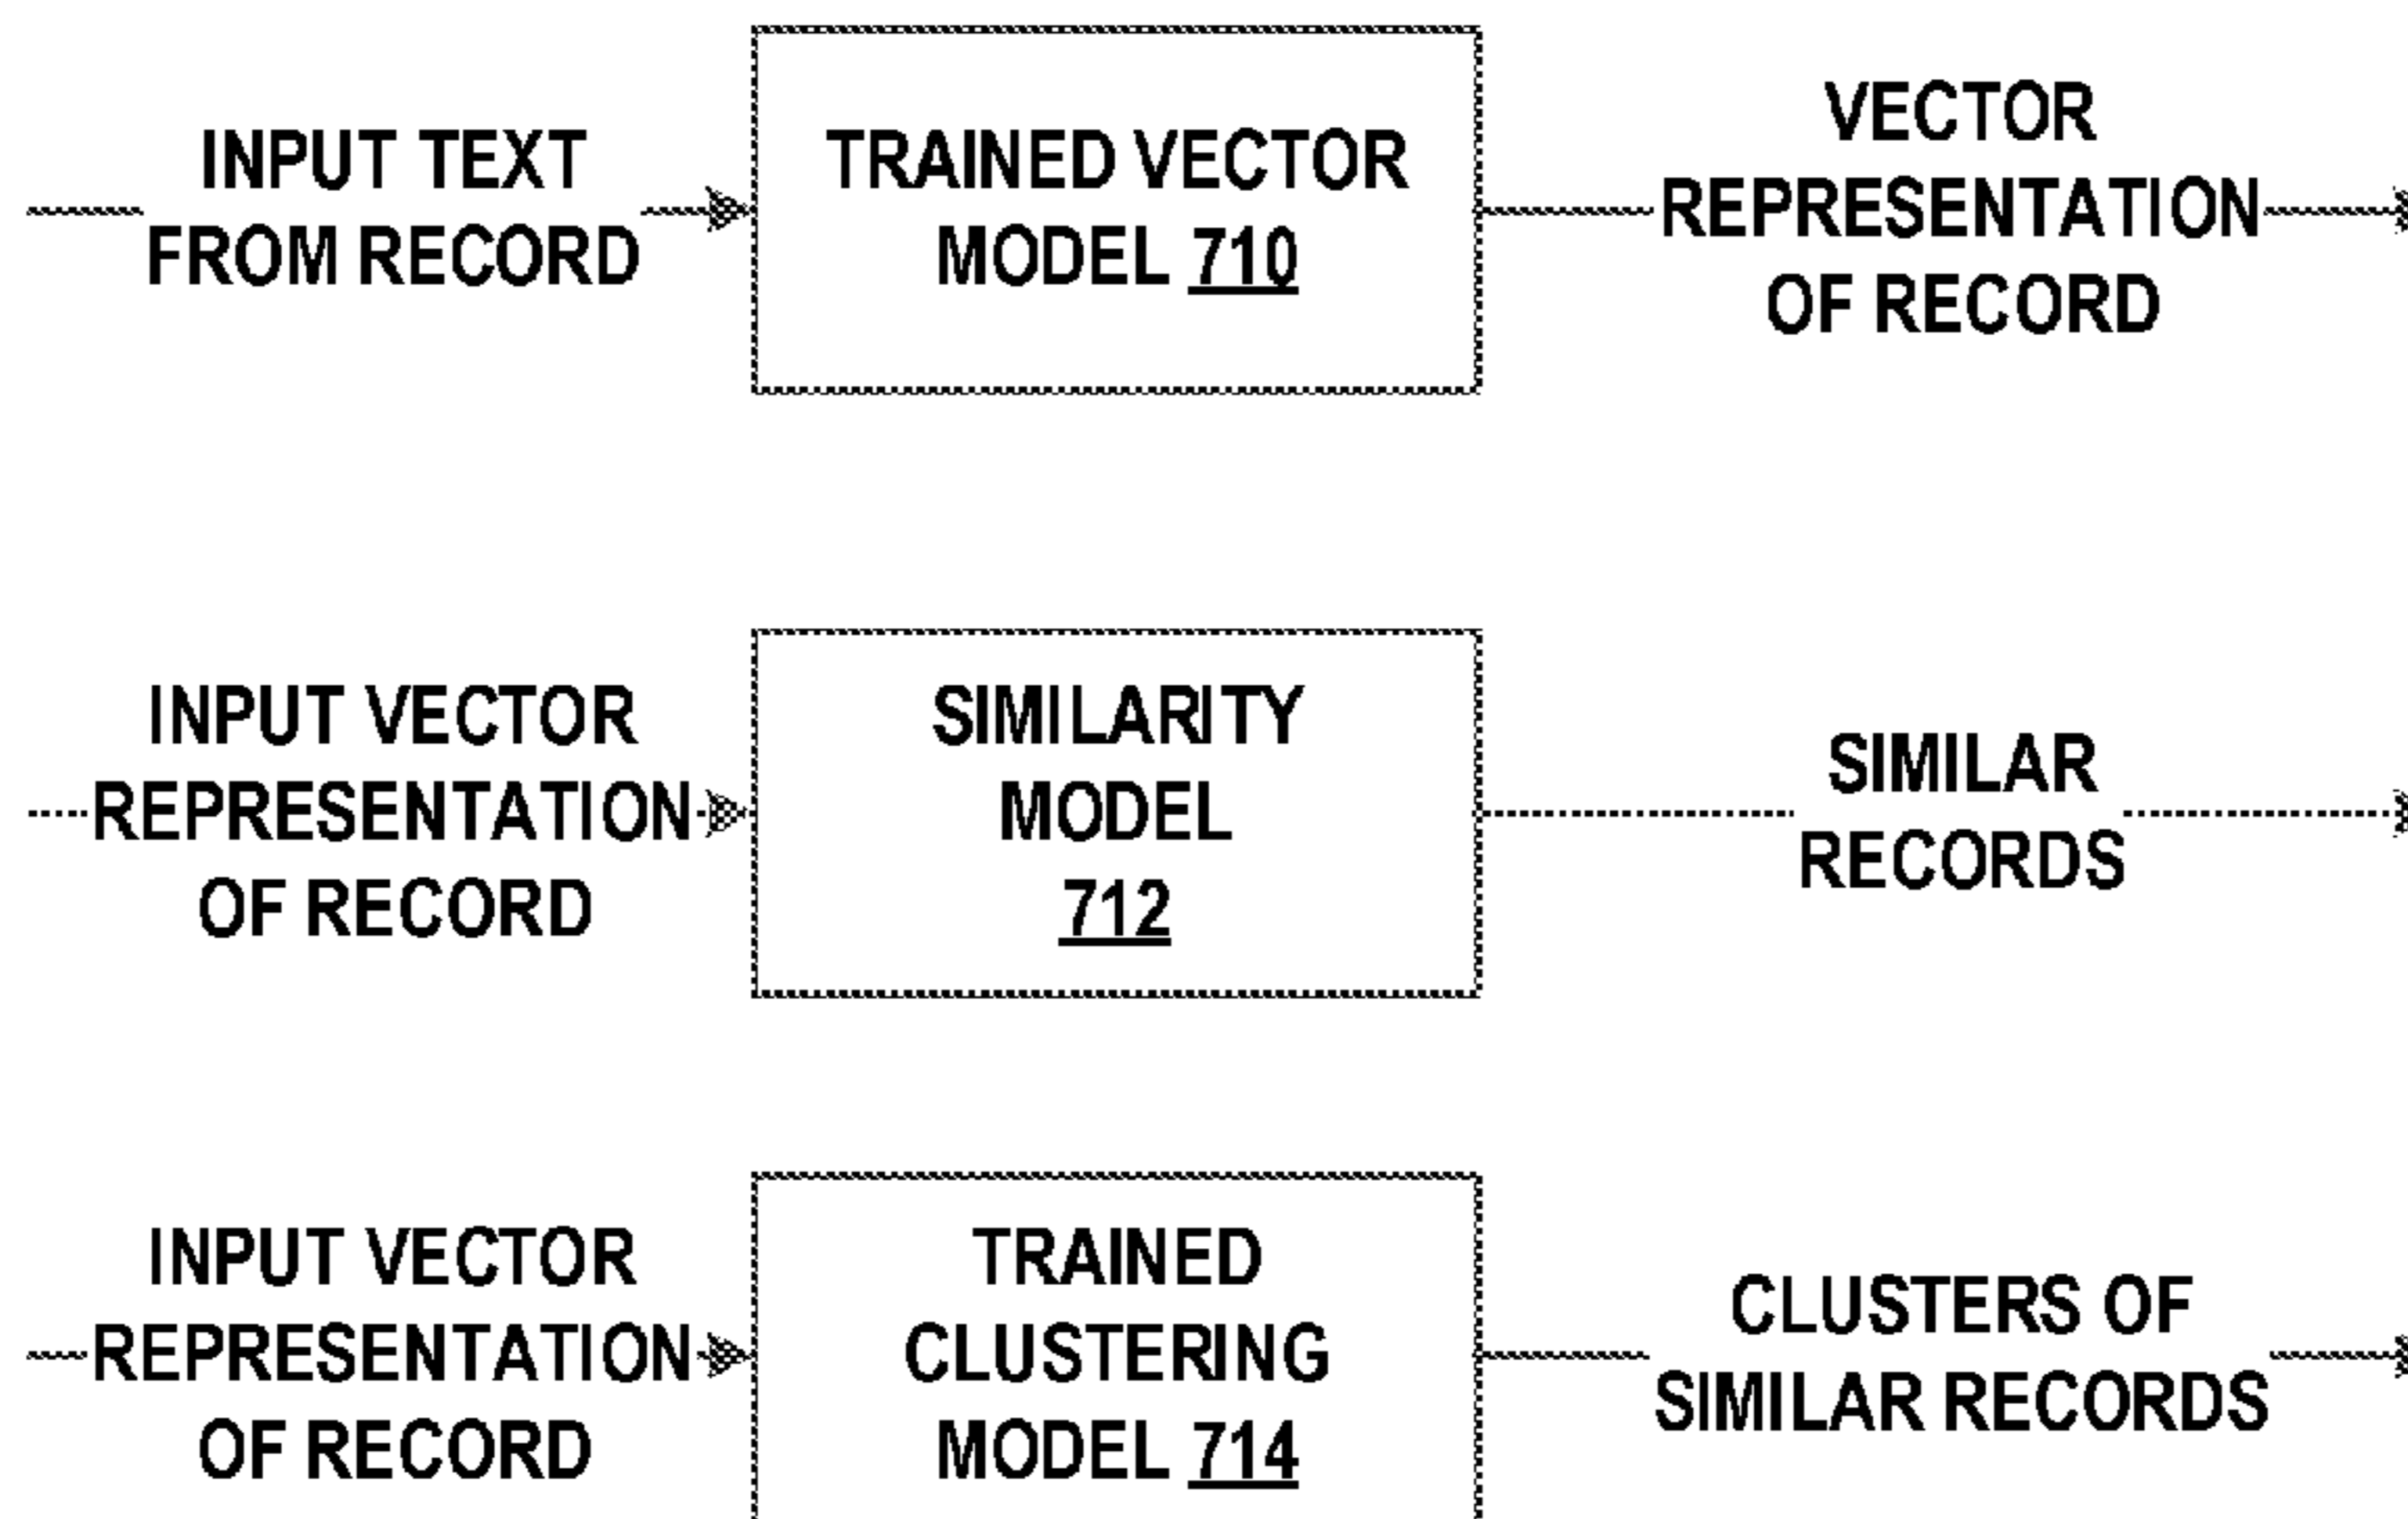 INPUT TEXT
FROM RECORD
TRAINED VECTOR
MODEL 710
VECTOR
REPRESENTATION
OF RECORD
INPUT VECTOR
REPRESENTATION
OF RECORD
SIMILARITY
MODEL
712
SIMILAR
RECORDS
INPUT VECTOR
REPRESENTATION
OF RECORD
TRAINED
CLUSTERING
MODEL 714
CLUSTERS OF
SIMILAR RECORDS